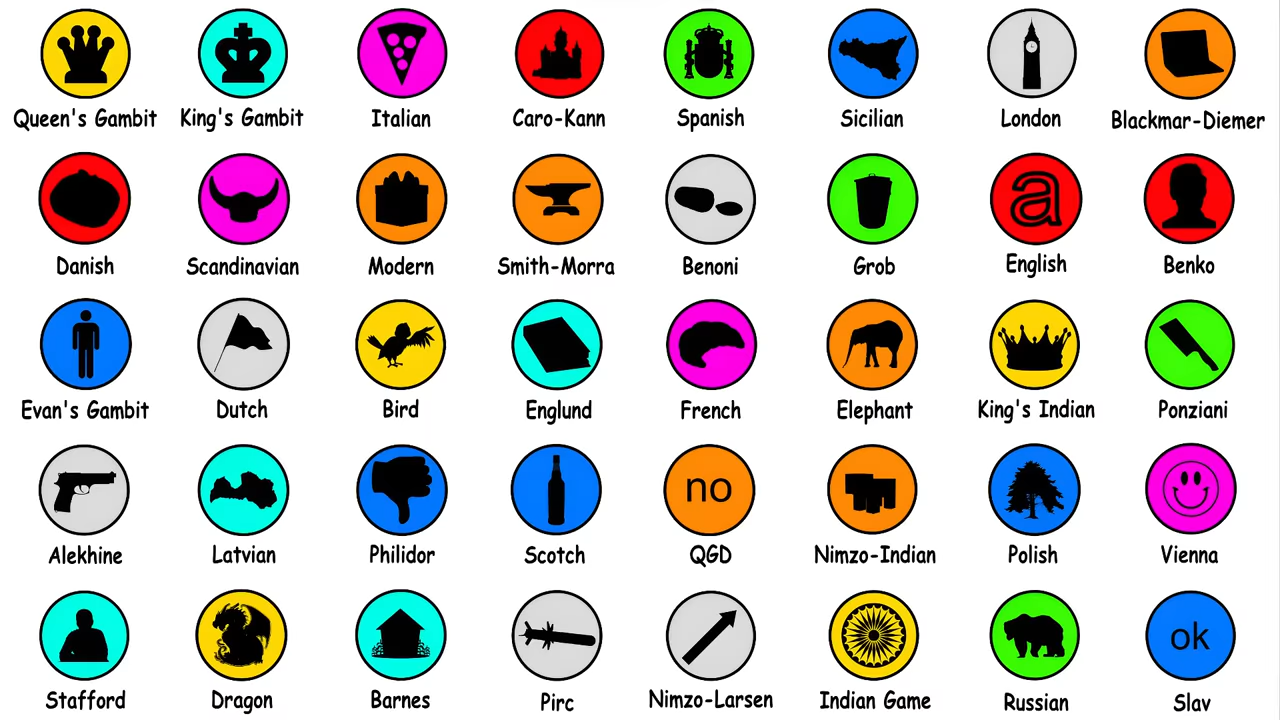 Queen's Gambit King's Gambit Italian Caro-Kann Spanish Sicilian London Blackmar-Diemer
a
Danish Scandinavian Modern Smith-Morra Benoni Grob English Benko
Evan's Gambit Dutch Bird Englund French Elephant King's Indian Ponziani
no
Alekhine Latvian Philidor Scotch QGD Nimzo-Indian Polish Vienna
ok
Stafford Dragon Barnes Pirc Nimzo-Larsen Indian Game Russian Slav